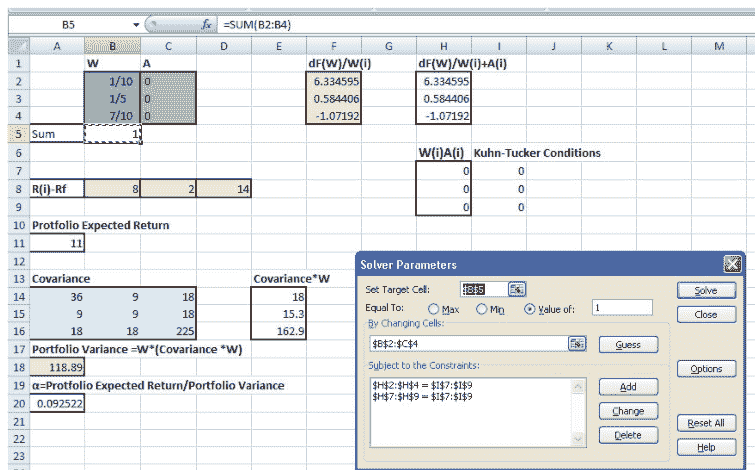 B5 fx =SUM(B2:B4)
A B C D E F G H I J K L M
1 W A dF(W)/W(i) dF(W)/W(i)+A(i)
2 1/10 0 6.334595 6.334595
3 1/5 0 0.584406 0.584406
4 7/10 0 -1.07192 -1.07192
5 Sum 1
6 W(i)A(i) Kuhn-Tucker Conditions
7 0 0
8 R(i)-Rf 8 2 14 0 0
9 0 0
10 Protfolio Expected Return
11 11
12
13 Covariance Covariance*W
14 36 9 18 18
15 9 9 18 15.3
16 18 18 225 162.9
17 Portfolio Variance =W*(Covariance *W)
18 118.89
19 α=Protfolio Expected Return/Portfolio Variance
20 0.092522
21
22
23
Solver Parameters
Set Target Cell: $B$5 Solve
Equal To: Max Min Value of: 1 Close
By Changing Cells:
$B$2:$C$4 Guess
Subject to the Constraints: Options
$H$2:$H$4 = $I$7:$I$9 Add
$H$7:$H$9 = $I$7:$I$9
Change
Reset All
Delete
Help